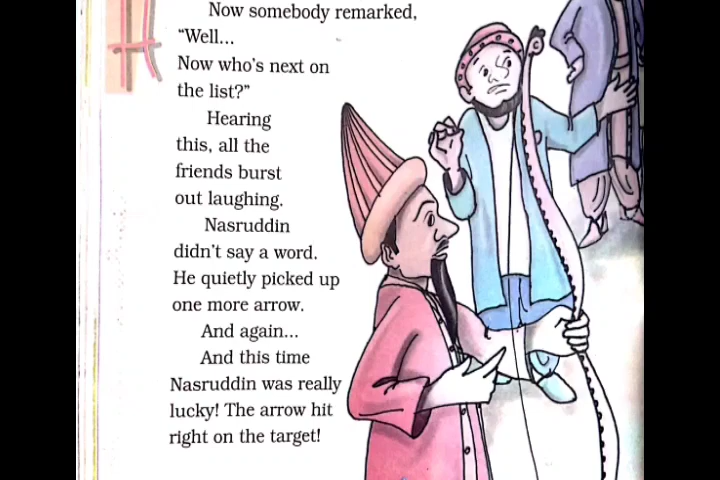 Now somebody remarked,
“Well...
Now who’s next on
the list?”
Hearing
this, all the
friends burst
out laughing.
Nasruddin
didn’t say a word.
He quietly picked up
one more arrow.
And again...
And this time
Nasruddin was really
lucky! The arrow hit
right on the target!